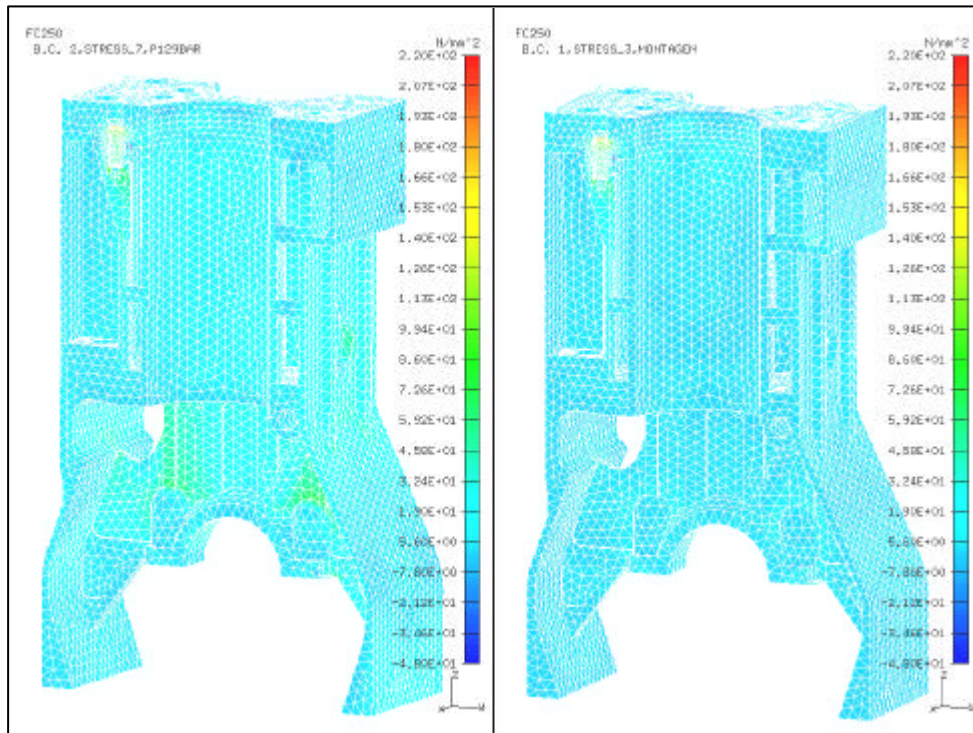 FC250
B.C. 2,STRESS_7,P129BAR
N/mm^2
2.20E+02
2.07E+02
1.93E+02
1.80E+02
1.66E+02
1.53E+02
1.40E+02
1.26E+02
1.13E+02
9.94E+01
8.60E+01
7.26E+01
5.92E+01
4.58E+01
3.24E+01
1.90E+01
5.60E+00
-7.80E+00
-2.12E+01
-3.46E+01
-4.80E+01
Z
X
FC250
B.C. 1,STRESS_3,MONTAGEN
N/mm^2
2.20E+02
2.07E+02
1.93E+02
1.80E+02
1.66E+02
1.53E+02
1.40E+02
1.26E+02
1.13E+02
9.94E+01
8.60E+01
7.26E+01
5.92E+01
4.58E+01
3.24E+01
1.90E+01
5.60E+00
-7.80E+00
-2.12E+01
-3.46E+01
-4.80E+01
Z
X